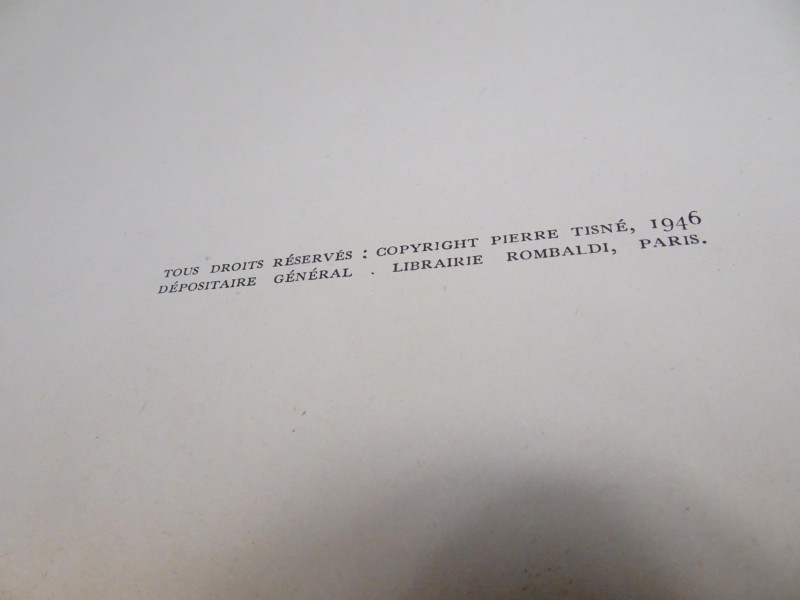 TOUS DROITS RÉSERVÉS : COPYRIGHT PIERRE TISNÉ, 1946
DÉPOSITAIRE GÉNÉRAL . LIBRAIRIE ROMBALDI, PARIS.